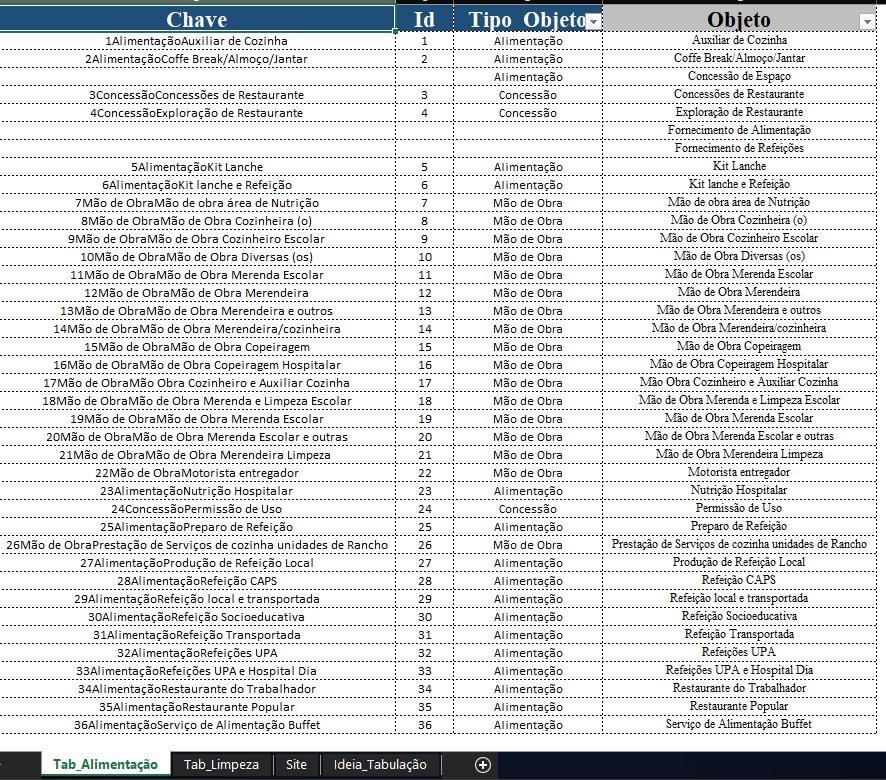 Chave Id Tipo Objeto Objeto
1AlimentaçãoAuxiliar de Cozinha 1 Alimentação Auxiliar de Cozinha
2AlimentaçãoCoffe Break/Almoço/Jantar 2 Alimentação Coffe Break/Almoço/Jantar
Alimentação Concessão de Espaço
3ConcessãoConcessões de Restaurante 3 Concessão Concessões de Restaurante
4ConcessãoExploração de Restaurante 4 Concessão Exploração de Restaurante
Fornecimento de Alimentação
Fornecimento de Refeições
5AlimentaçãoKit Lanche 5 Alimentação Kit Lanche
6AlimentaçãoKit lanche e Refeição 6 Alimentação Kit lanche e Refeição
7Mão de ObraMão de obra área de Nutrição 7 Mão de Obra Mão de obra área de Nutrição
8Mão de ObraMão de Obra Cozinheira (o) 8 Mão de Obra Mão de Obra Cozinheira (o)
9Mão de ObraMão de Obra Cozinheiro Escolar 9 Mão de Obra Mão de Obra Cozinheiro Escolar
10Mão de ObraMão de Obra Diversas (os) 10 Mão de Obra Mão de Obra Diversas (os)
11Mão de ObraMão de Obra Merenda Escolar 11 Mão de Obra Mão de Obra Merenda Escolar
12Mão de ObraMão de Obra Merendeira 12 Mão de Obra Mão de Obra Merendeira
13Mão de ObraMão de Obra Merendeira e outros 13 Mão de Obra Mão de Obra Merendeira e outros
14Mão de ObraMão de Obra Merendeira/cozinheira 14 Mão de Obra Mão de Obra Merendeira/cozinheira
15Mão de ObraMão de Obra Copeiragem 15 Mão de Obra Mão de Obra Copeiragem
16Mão de ObraMão de Obra Copeiragem Hospitalar 16 Mão de Obra Mão de Obra Copeiragem Hospitalar
17Mão de ObraMão Obra Cozinheiro e Auxiliar Cozinha 17 Mão de Obra Mão Obra Cozinheiro e Auxiliar Cozinha
18Mão de ObraMão de Obra Merenda e Limpeza Escolar 18 Mão de Obra Mão de Obra Merenda e Limpeza Escolar
19Mão de ObraMão de Obra Merenda Escolar 19 Mão de Obra Mão de Obra Merenda Escolar
20Mão de ObraMão de Obra Merenda Escolar e outras 20 Mão de Obra Mão de Obra Merenda Escolar e outras
21Mão de ObraMão de Obra Merendeira Limpeza 21 Mão de Obra Mão de Obra Merendeira Limpeza
22Mão de ObraMotorista entregador 22 Mão de Obra Motorista entregador
23AlimentaçãoNutrição Hospitalar 23 Alimentação Nutrição Hospitalar
24ConcessãoPermissão de Uso 24 Concessão Permissão de Uso
25AlimentaçãoPreparo de Refeição 25 Alimentação Preparo de Refeição
26Mão de ObraPrestação de Serviços de cozinha unidades de Rancho 26 Mão de Obra Prestação de Serviços de cozinha unidades de Rancho
27AlimentaçãoProdução de Refeição Local 27 Alimentação Produção de Refeição Local
28AlimentaçãoRefeição CAPS 28 Alimentação Refeição CAPS
29AlimentaçãoRefeição local e transportada 29 Alimentação Refeição local e transportada
30AlimentaçãoRefeição Socioeducativa 30 Alimentação Refeição Socioeducativa
31AlimentaçãoRefeição Transportada 31 Alimentação Refeição Transportada
32AlimentaçãoRefeições UPA 32 Alimentação Refeições UPA
33AlimentaçãoRefeições UPA e Hospital Dia 33 Alimentação Refeições UPA e Hospital Dia
34AlimentaçãoRestaurante do Trabalhador 34 Alimentação Restaurante do Trabalhador
35AlimentaçãoRestaurante Popular 35 Alimentação Restaurante Popular
36AlimentaçãoServiço de Alimentação Buffet 36 Alimentação Serviço de Alimentação Buffet
Tab_Alimentação Tab_Limpeza Site Ideia_Tabulação